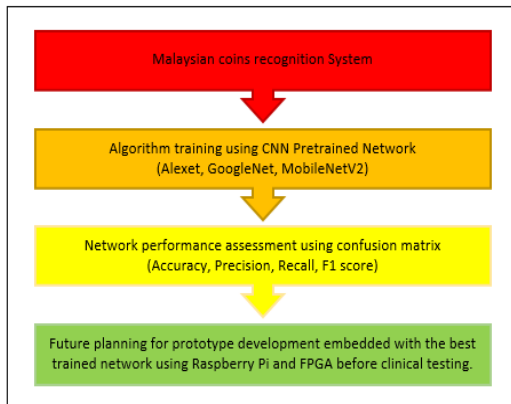 Malaysian coins recognition System
Algorithm training using CNN Pretrained Network
(Alexet, GoogleNet, MobileNetV2)
Network performance assessment using confusion matrix
(Accuracy, Precision, Recall, F1 score)
Future planning for prototype development embedded with the best
trained network using Raspberry Pi and FPGA before clinical testing.